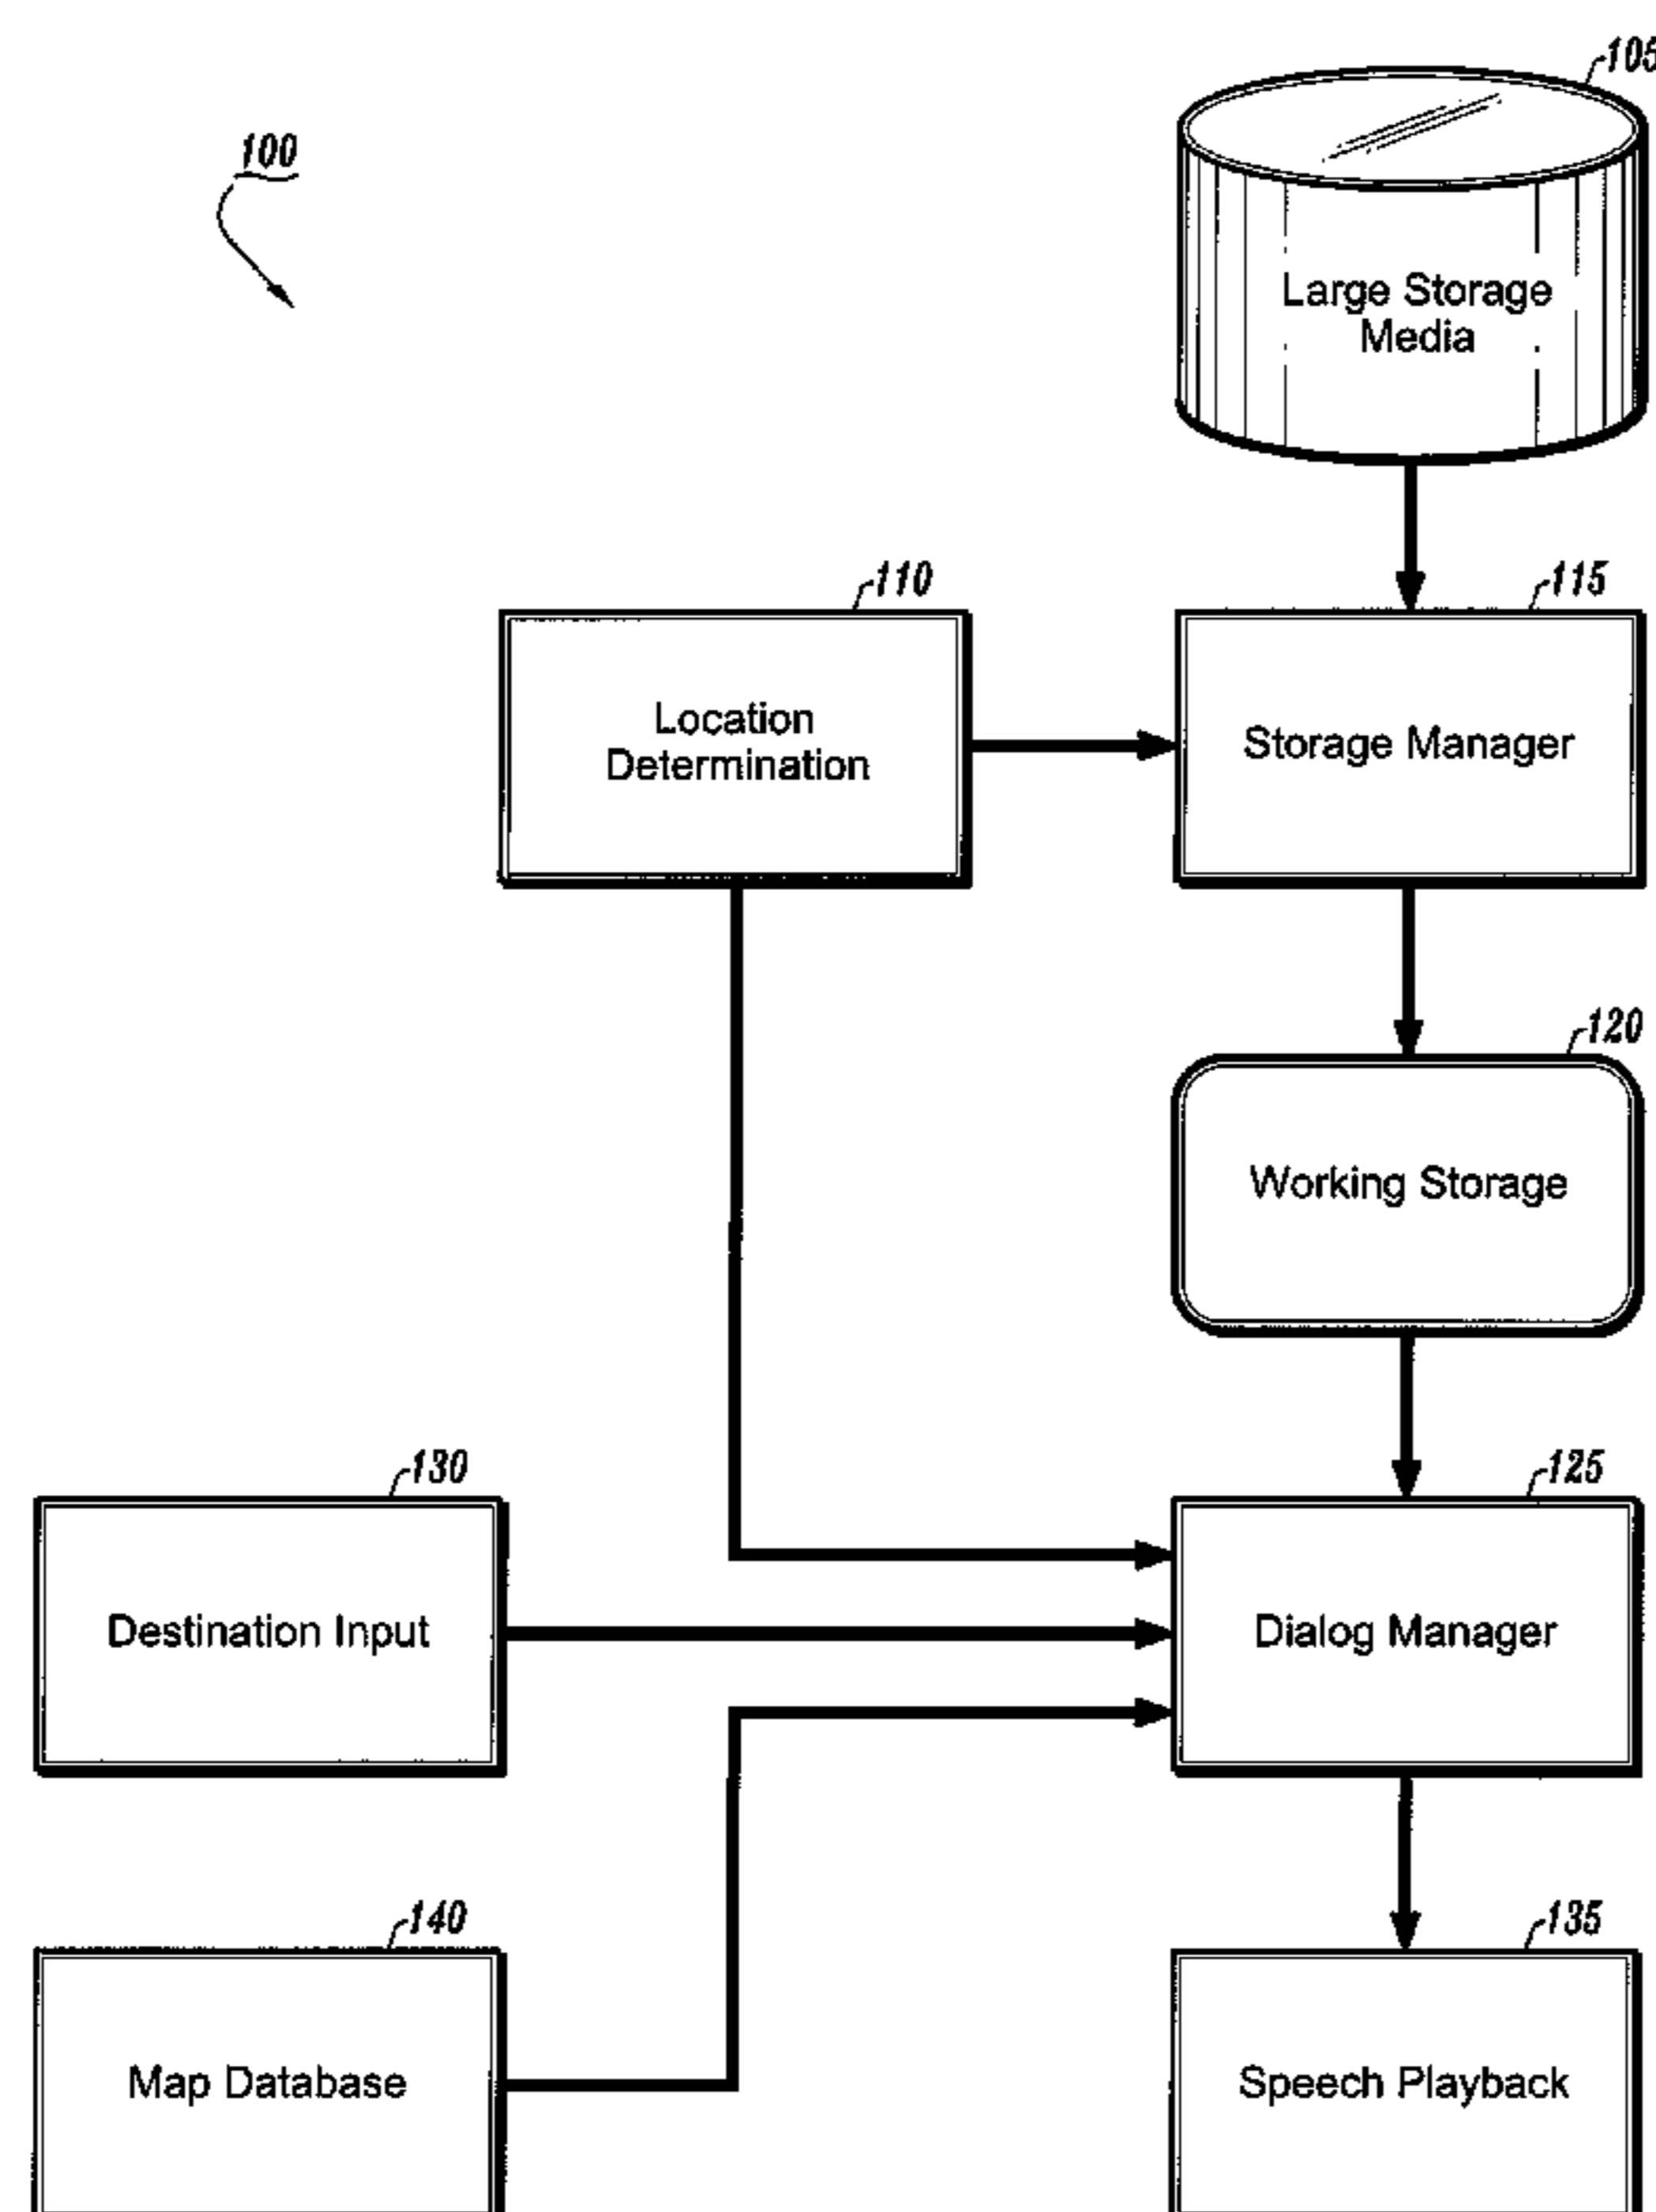 105
100
Large Storage
Media
110
115
Location
Determination
Storage Manager
120
Working Storage
130
125
Destination Input
Dialog Manager
140
135
Map Database
Speech Playback